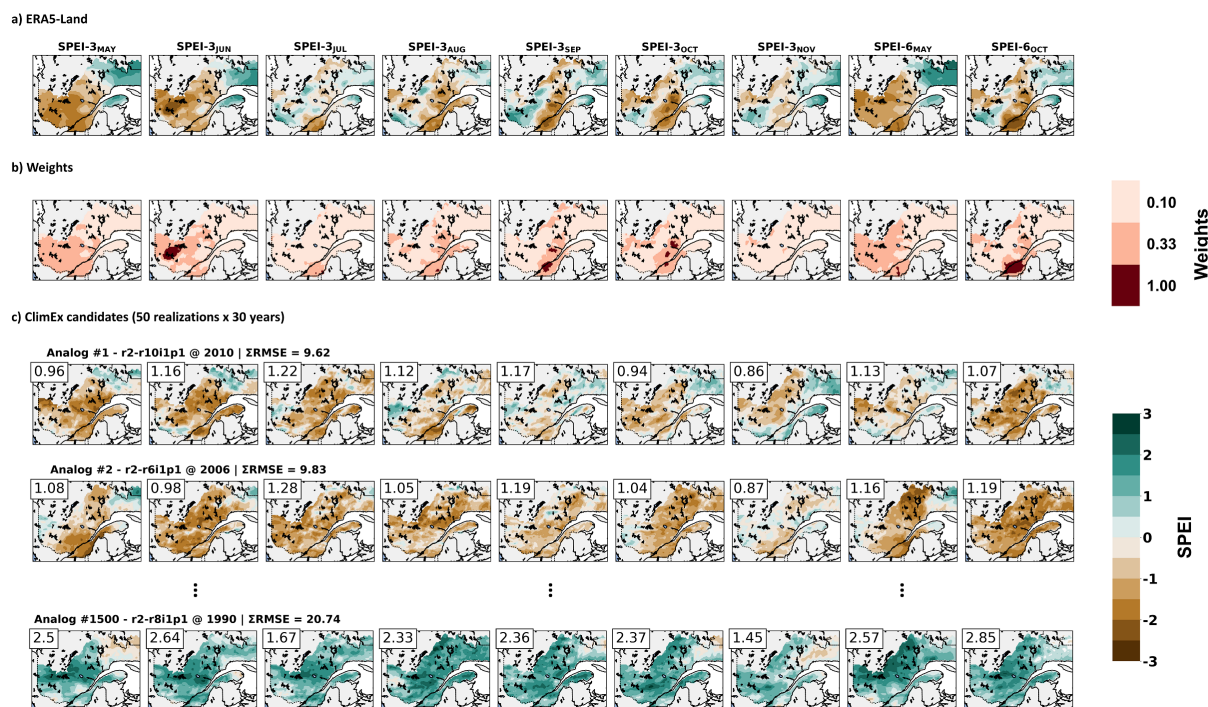 a) ERA5-Land
SPEI-3MAY SPEI-3JUN SPEI-3JUL SPEI-3AUG SPEI-3SEP SPEI-3OCT SPEI-3NOV SPEI-6MAY SPEI-6OCT
b) Weights
0.10
0.33
1.00
Weights
c) ClimEx candidates (50 realizations x 30 years)
Analog #1 - r2-r10i1p1 @ 2010 | ΣRMSE = 9.62
0.96 1.16 1.22 1.12 1.17 0.94 0.86 1.13 1.07
Analog #2 - r2-r6i1p1 @ 2006 | ΣRMSE = 9.83
1.08 0.98 1.28 1.05 1.19 1.04 0.87 1.16 1.19
Analog #1500 - r2-r8i1p1 @ 1990 | ΣRMSE = 20.74
2.5 2.64 1.67 2.33 2.36 2.37 1.45 2.57 2.85
3
2
1
0
-1
-2
-3
SPEI